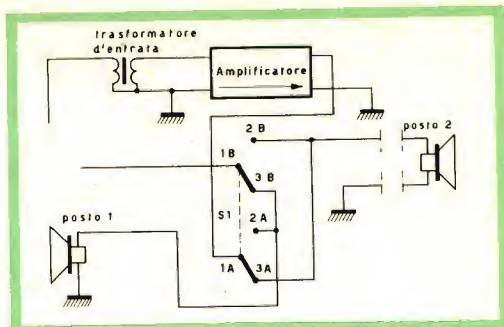 trasformatore
d'entrata
Amplificatore
posto 2
2 B
1 B
3 B
S1
2 A
posto 1
1A
3A